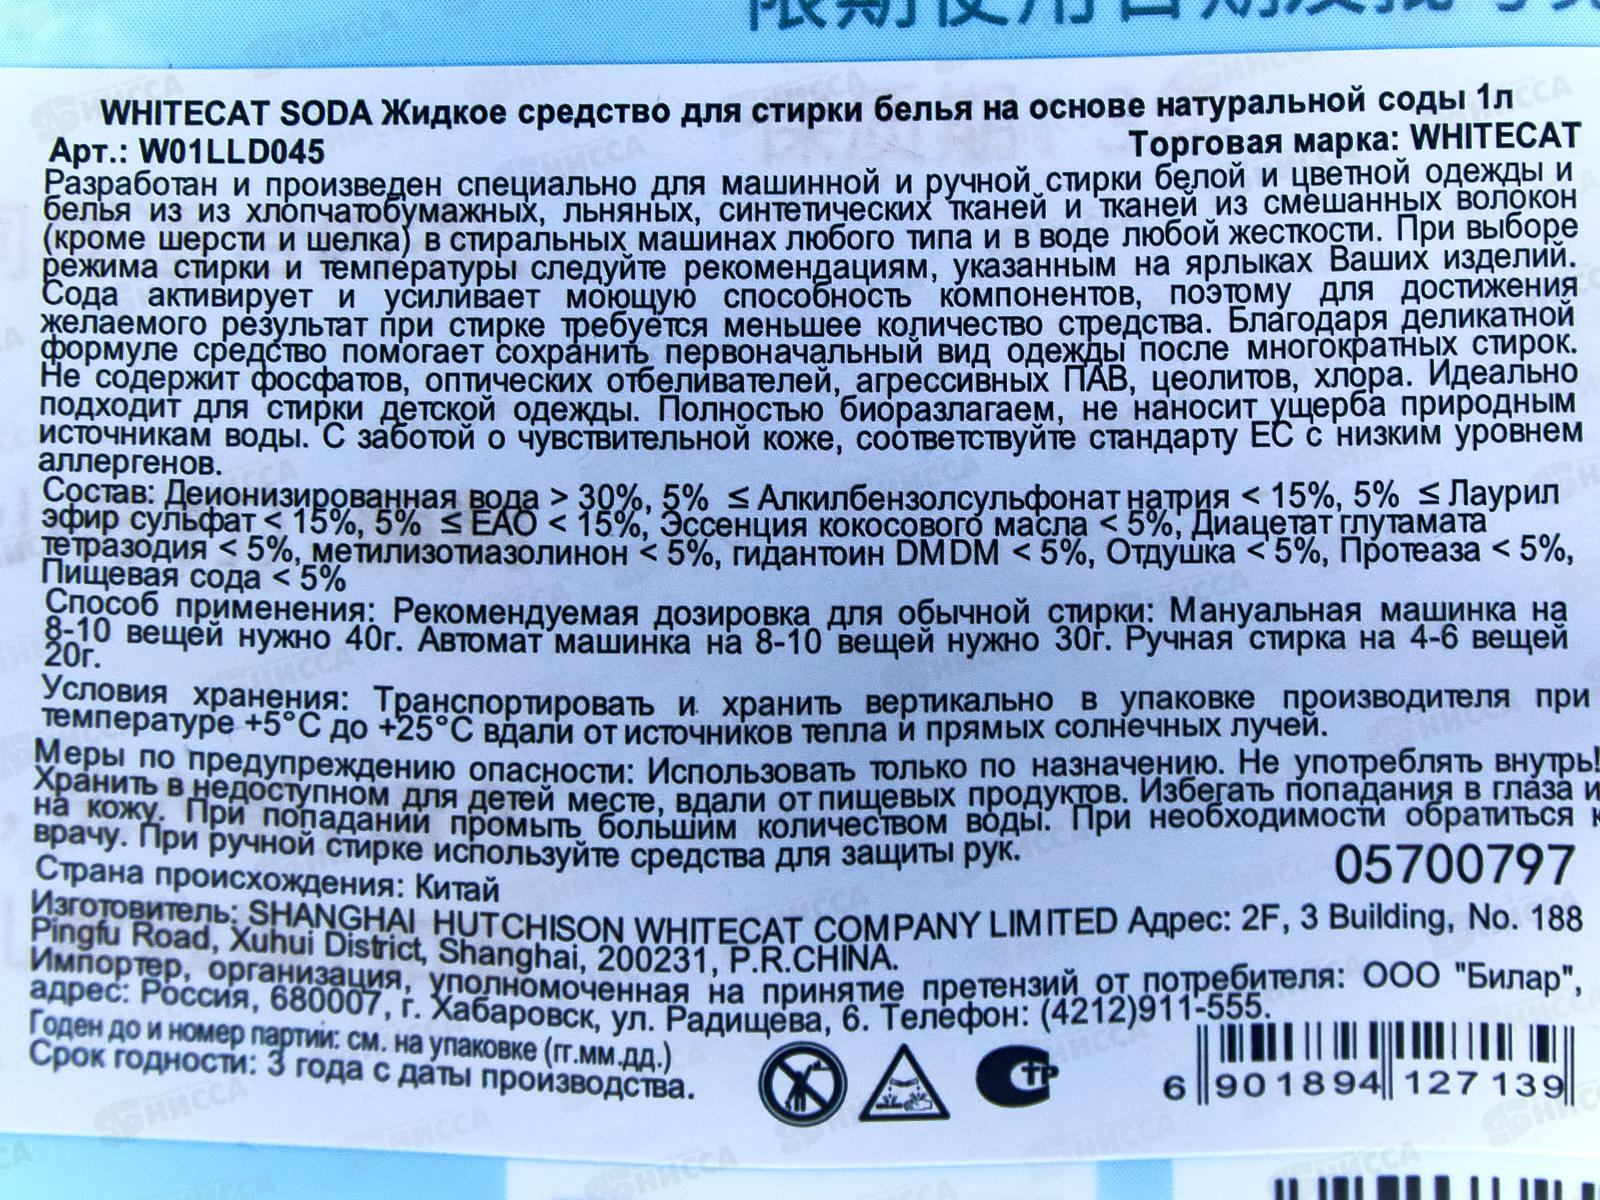 WHITECAT SODA Жидкое средство для стирки белья на основе натуральной соды 1л
Арт.: W01LLD045 Торговая марка: WHITECAT
Разработан и произведен специально для машинной и ручной стирки белой и цветной одежды и
белья из из хлопчатобумажных, льняных, синтетических тканей и тканей из смешанных волокон
(кроме шерсти и шелка) в стиральных машинах любого типа и в воде любой жесткости. При выборе
режима стирки и температуры следуйте рекомендациям, указанным на ярлыках Ваших изделий.
Сода активирует и усиливает моющую способность компонентов, поэтому для достижения
желаемого результат при стирке требуется меньшее количество стредства. Благодаря деликатной
формуле средство помогает сохранить первоначальный вид одежды после многократных стирок.
Не содержит фосфатов, оптических отбеливателей, агрессивных ПАВ, цеолитов, хлора. Идеально
подходит для стирки детской одежды. Полностью биоразлагаем, не наносит ущерба природным
источникам воды. С заботой о чувствительной коже, соответствуйте стандарту ЕС с низким уровнем
аллергенов.
Состав: Деионизированная вода > 30%, 5% ≤ Алкилбензолсульфонат натрия < 15%, 5% ≤ Лаурил
эфир сульфат < 15%, 5% ≤ ЕАО < 15%, Эссенция кокосового масла < 5%, Диацетат глутамата
тетразодия < 5%, метилизотиазолинон < 5%, гидантоин DMDM < 5%, Отдушка < 5%, Протеаза < 5%,
Пищевая сода < 5%
Способ применения: Рекомендуемая дозировка для обычной стирки: Мануальная машинка на
8-10 вещей нужно 40г. Автомат машинка на 8-10 вещей нужно 30г. Ручная стирка на 4-6 вещей
20г.
Условия хранения: Транспортировать и хранить вертикально в упаковке производителя при
температуре +5°С до +25°С вдали от источников тепла и прямых солнечных лучей.
Меры по предупреждению опасности: Использовать только по назначению. Не употреблять внутрь!
Хранить в недоступном для детей месте, вдали от пищевых продуктов. Избегать попадания в глаза и
на кожу. При попадании промыть большим количеством воды. При необходимости обратиться к
врачу. При ручной стирке используйте средства для защиты рук.
05700797
Страна происхождения: Китай
Изготовитель: SHANGHAI HUTCHISON WHITECAT COMPANY LIMITED Адрес: 2F, 3 Building, No. 188
Pingfu Road, Xuhui District, Shanghai, 200231, P.R.CHINA.
Импортер, организация, уполномоченная на принятие претензий от потребителя: ООО "Билар",
адрес: Россия, 680007, г. Хабаровск, ул. Радищева, 6. Телефон: (4212)911-555.
Годен до и номер партии: см. на упаковке (гг.мм.дд.)
Срок годности: 3 года с даты производства.
6 901894 127139